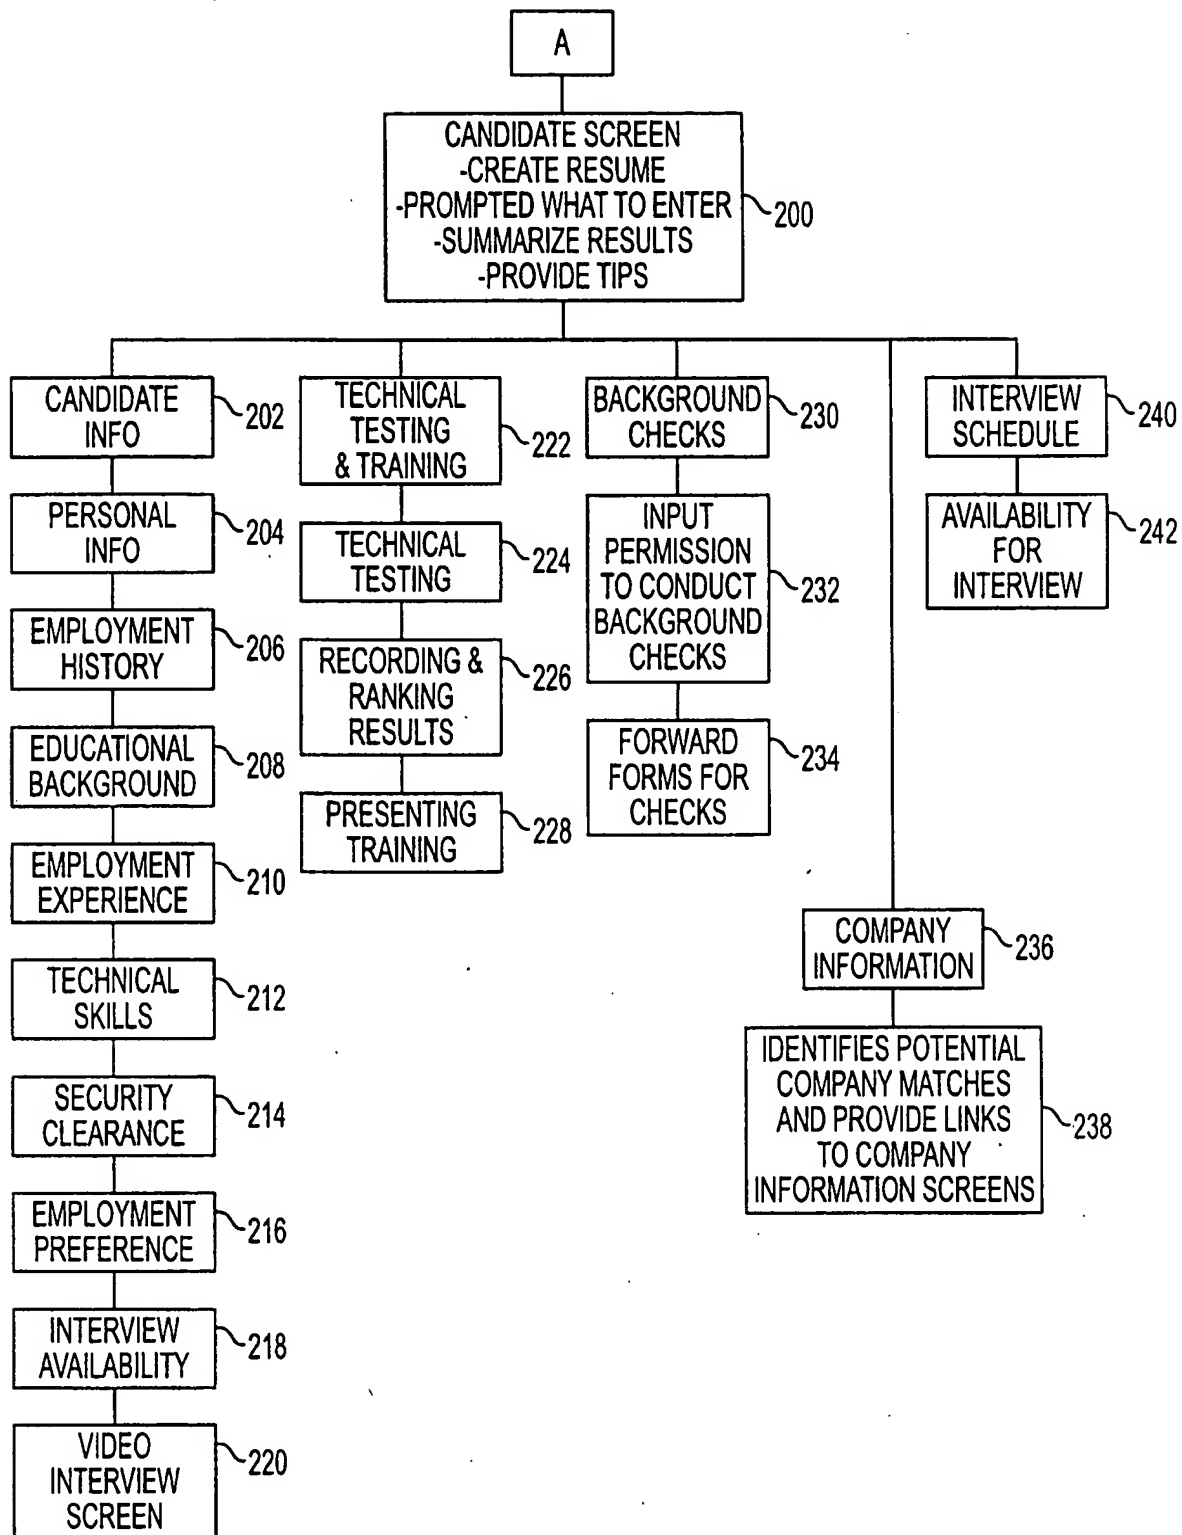 A
CANDIDATE SCREEN
-CREATE RESUME
-PROMPTED WHAT TO ENTER
-SUMMARIZE RESULTS
-PROVIDE TIPS
200
CANDIDATE
INFO
202
PERSONAL
INFO
204
EMPLOYMENT
HISTORY
206
EDUCATIONAL
BACKGROUND
208
EMPLOYMENT
EXPERIENCE
210
TECHNICAL
SKILLS
212
SECURITY
CLEARANCE
214
EMPLOYMENT
PREFERENCE
216
INTERVIEW
AVAILABILITY
218
VIDEO
INTERVIEW
SCREEN
220
TECHNICAL
TESTING
& TRAINING
222
TECHNICAL
TESTING
224
RECORDING &
RANKING
RESULTS
226
PRESENTING
TRAINING
228
BACKGROUND
CHECKS
230
INPUT
PERMISSION
TO CONDUCT
BACKGROUND
CHECKS
232
FORWARD
FORMS FOR
CHECKS
234
COMPANY
INFORMATION
236
IDENTIFIES POTENTIAL
COMPANY MATCHES
AND PROVIDE LINKS
TO COMPANY
INFORMATION SCREENS
238
INTERVIEW
SCHEDULE
240
AVAILABILITY
FOR
INTERVIEW
242